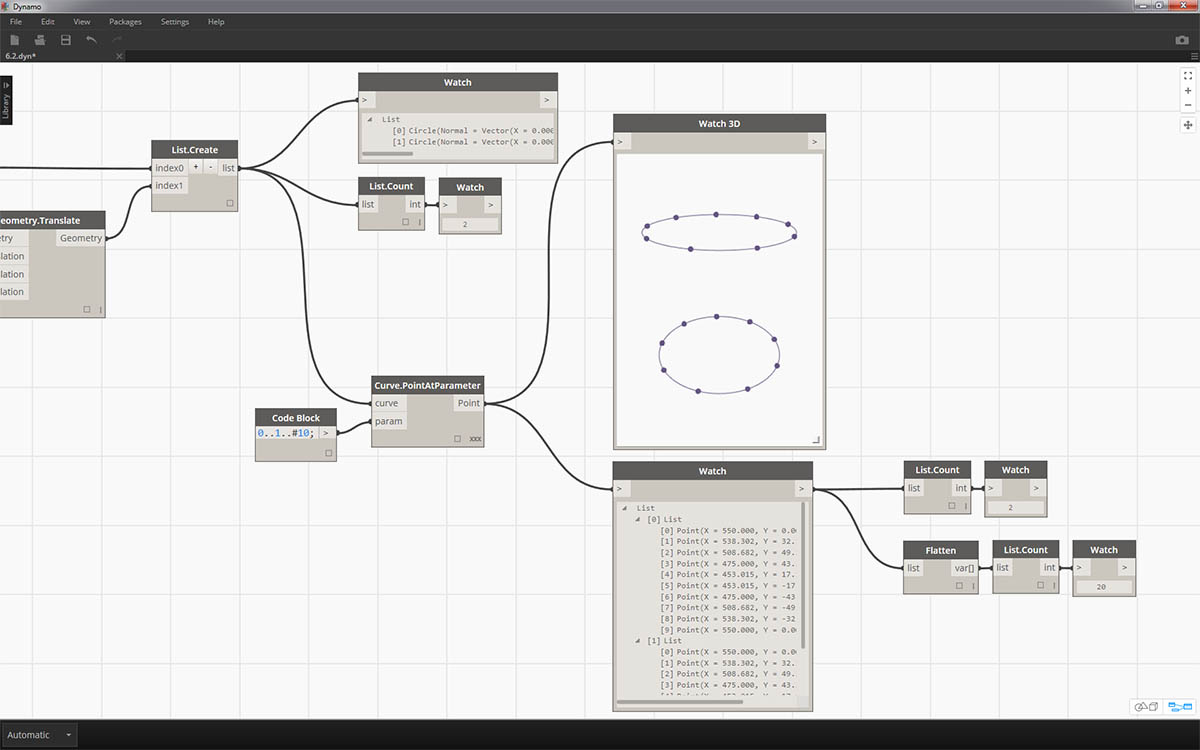 Dynamo
File Edit View Packages Settings Help
6.2.dyn*
Library
Watch
> >
List
[0] Circle(Normal = Vector(X = 0.000
[1] Circle(Normal = Vector(X = 0.000
List.Create
index0 + - list
index1
List.Count
list int
Watch
> >
2
eometry.Translate
etry Geometry
slation
slation
slation
Watch 3D
> >
Curve.PointAtParameter
curve Point
param
xxx
Code Block
0..1..#10; >
Watch
> >
List
[0] List
[0] Point(X = 550.000, Y = 0.0
[1] Point(X = 538.302, Y = 32.
[2] Point(X = 508.682, Y = 49.
[3] Point(X = 475.000, Y = 43.
[4] Point(X = 453.015, Y = 17.
[5] Point(X = 453.015, Y = -17
[6] Point(X = 475.000, Y = -43
[7] Point(X = 508.682, Y = -49
[8] Point(X = 538.302, Y = -32
[9] Point(X = 550.000, Y = 0.0
[1] List
[0] Point(X = 550.000, Y = 0.0
[1] Point(X = 538.302, Y = 32.
[2] Point(X = 508.682, Y = 49.
[3] Point(X = 475.000, Y = 43.
List.Count
list int
Watch
> >
2
Flatten
list var[]
List.Count
list int
Watch
> >
20
Automatic